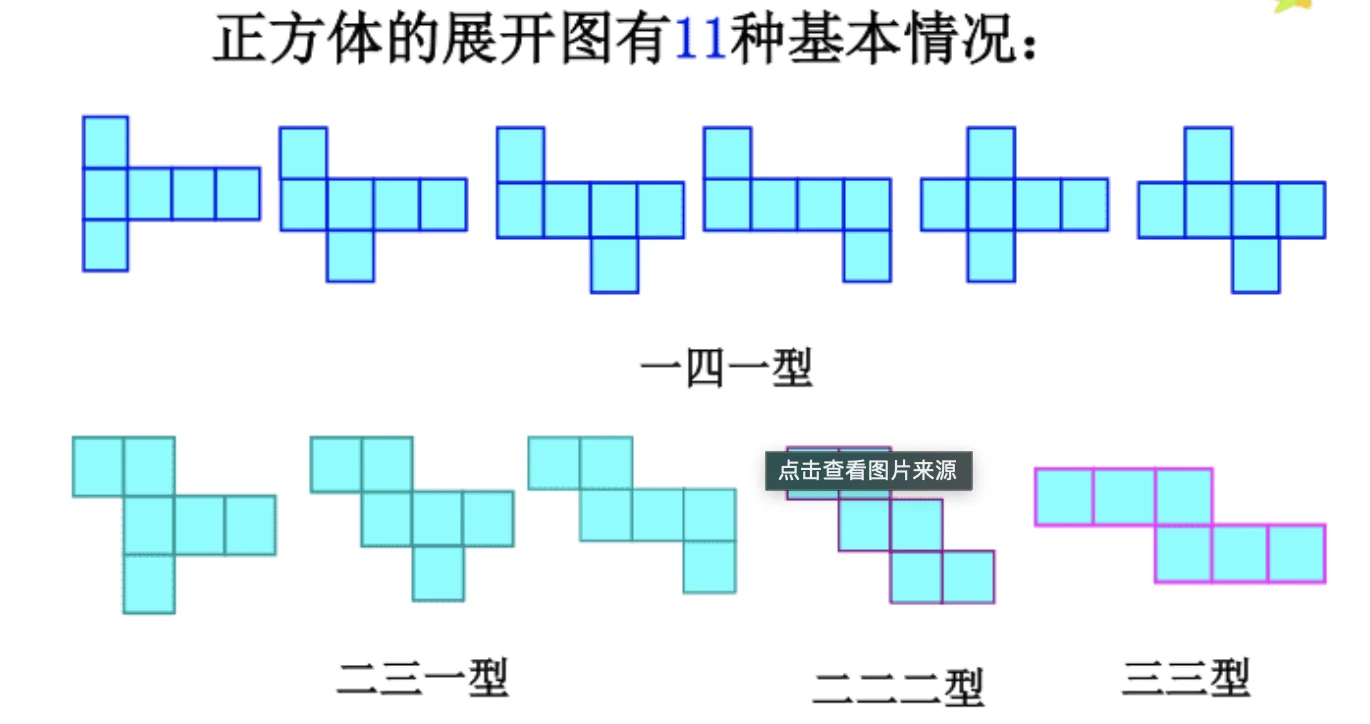 正方体的展开图有11种基本情况：
一四一型
点击查看图片来源
二三一型
二二二型
三三型